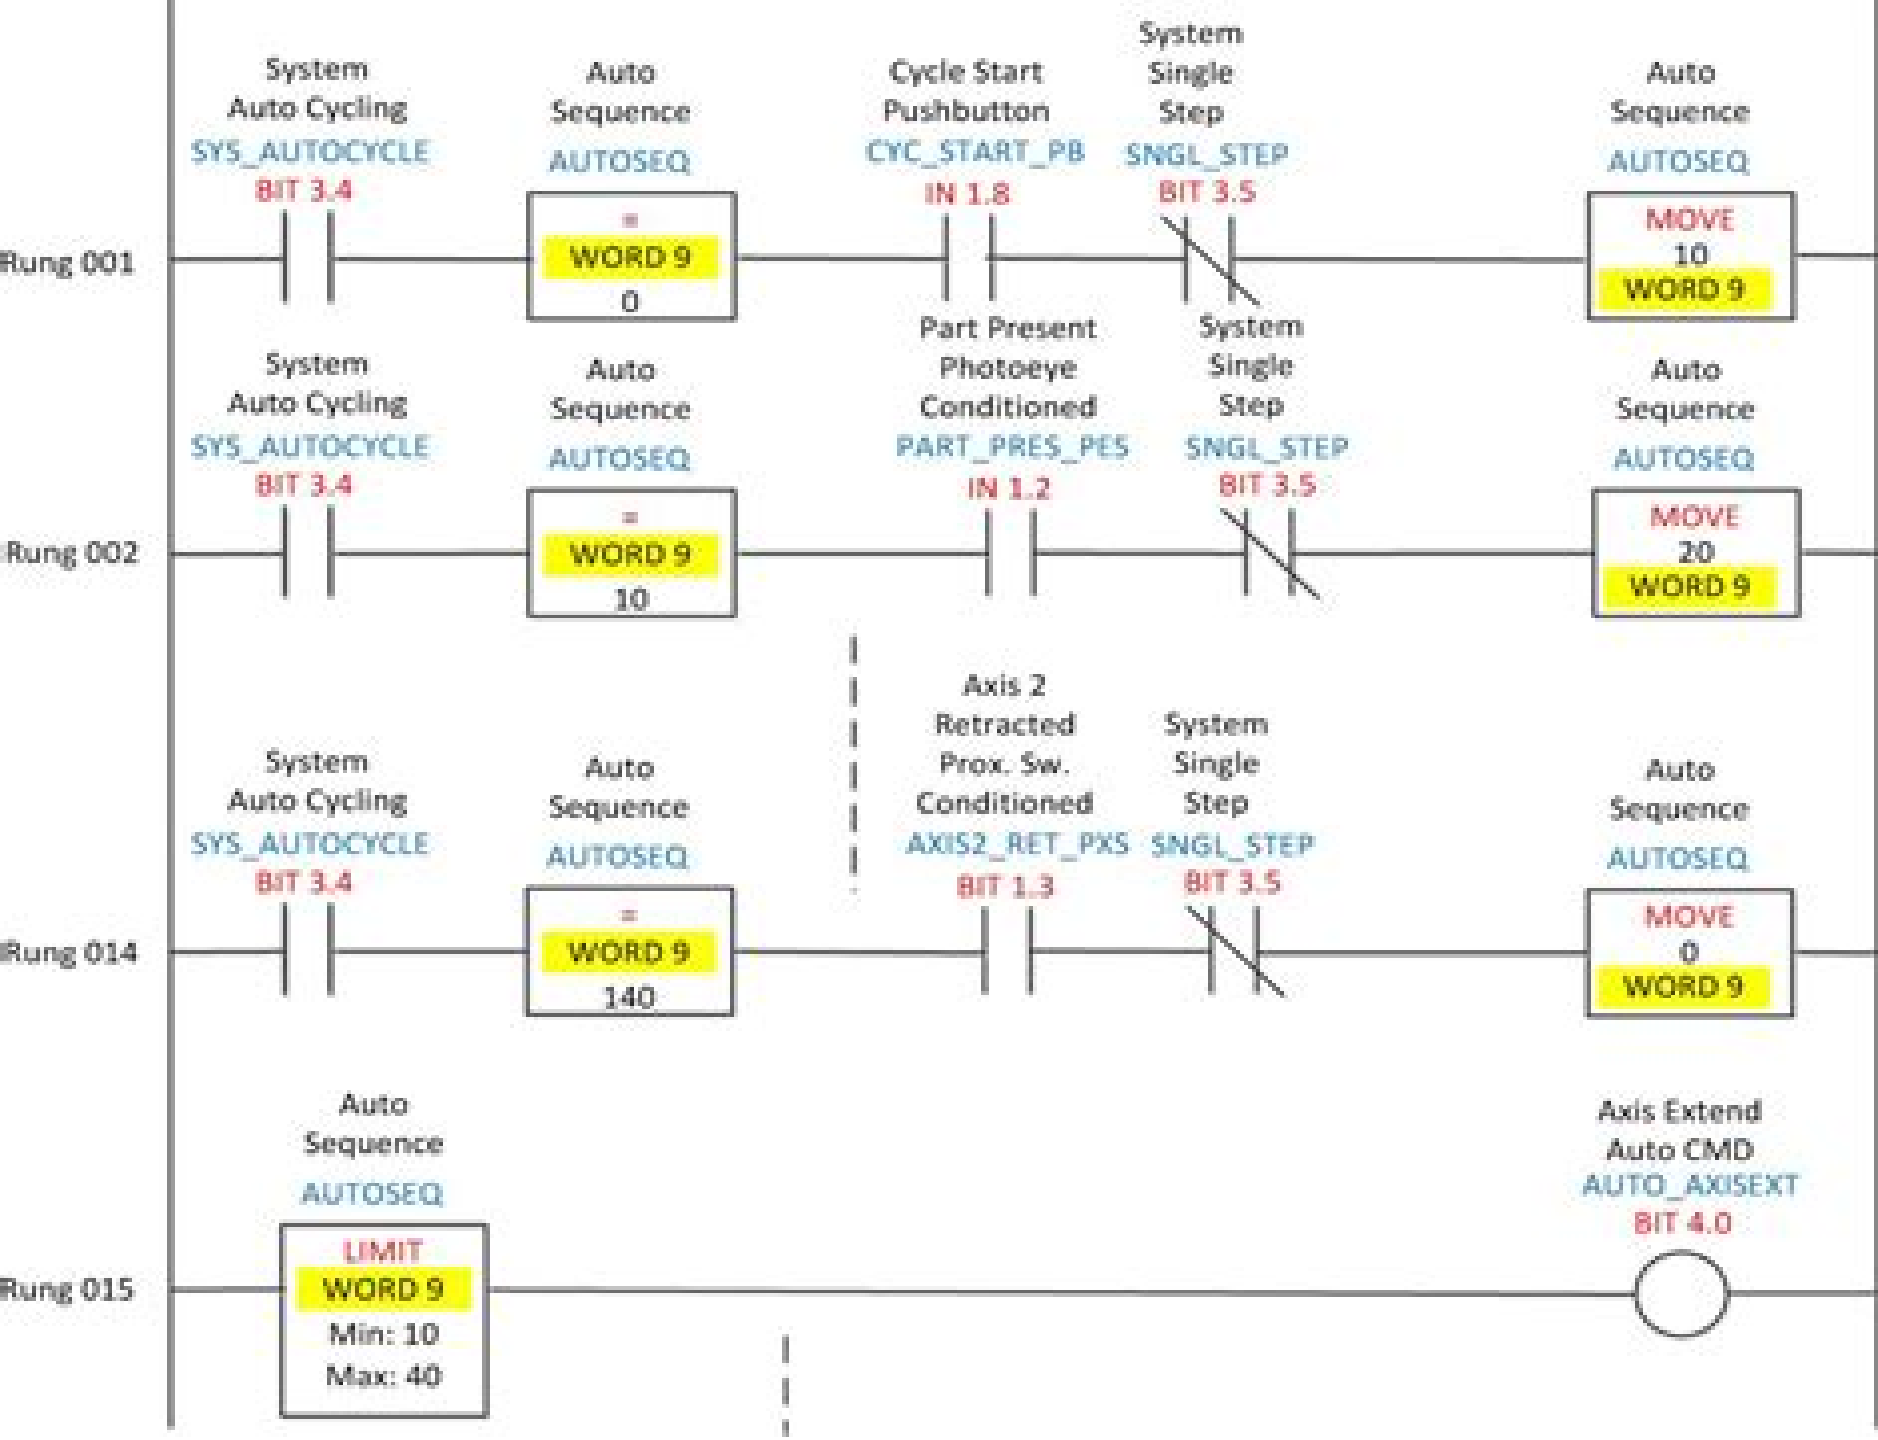 System
Auto Cycling
SYS_AUTOCYCLE
BIT 3.4
Auto
Sequence
AUTOSEQ
=
WORD 9
0
Cycle Start
Pushbutton
CYC_START_PB
IN 1.8
System
Single
Step
SNGL_STEP
BIT 3.5
Auto
Sequence
AUTOSEQ
MOVE
10
WORD 9
Rung 001
System
Auto Cycling
SYS_AUTOCYCLE
BIT 3.4
Auto
Sequence
AUTOSEQ
=
WORD 9
10
Part Present
Photoeye
Conditioned
PART_PRES_PES
IN 1.2
System
Single
Step
SNGL_STEP
BIT 3.5
Auto
Sequence
AUTOSEQ
MOVE
20
WORD 9
Rung 002
System
Auto Cycling
SYS_AUTOCYCLE
BIT 3.4
Auto
Sequence
AUTOSEQ
=
WORD 9
140
Axis 2
Retracted
Prox. Sw.
Conditioned
AXIS2_RET_PXS
BIT 1.3
System
Single
Step
SNGL_STEP
BIT 3.5
Auto
Sequence
AUTOSEQ
MOVE
0
WORD 9
Rung 014
Auto
Sequence
AUTOSEQ
LIMIT
WORD 9
Min: 10
Max: 40
Axis Extend
Auto CMD
AUTO_AXISEXT
BIT 4.0
Rung 015